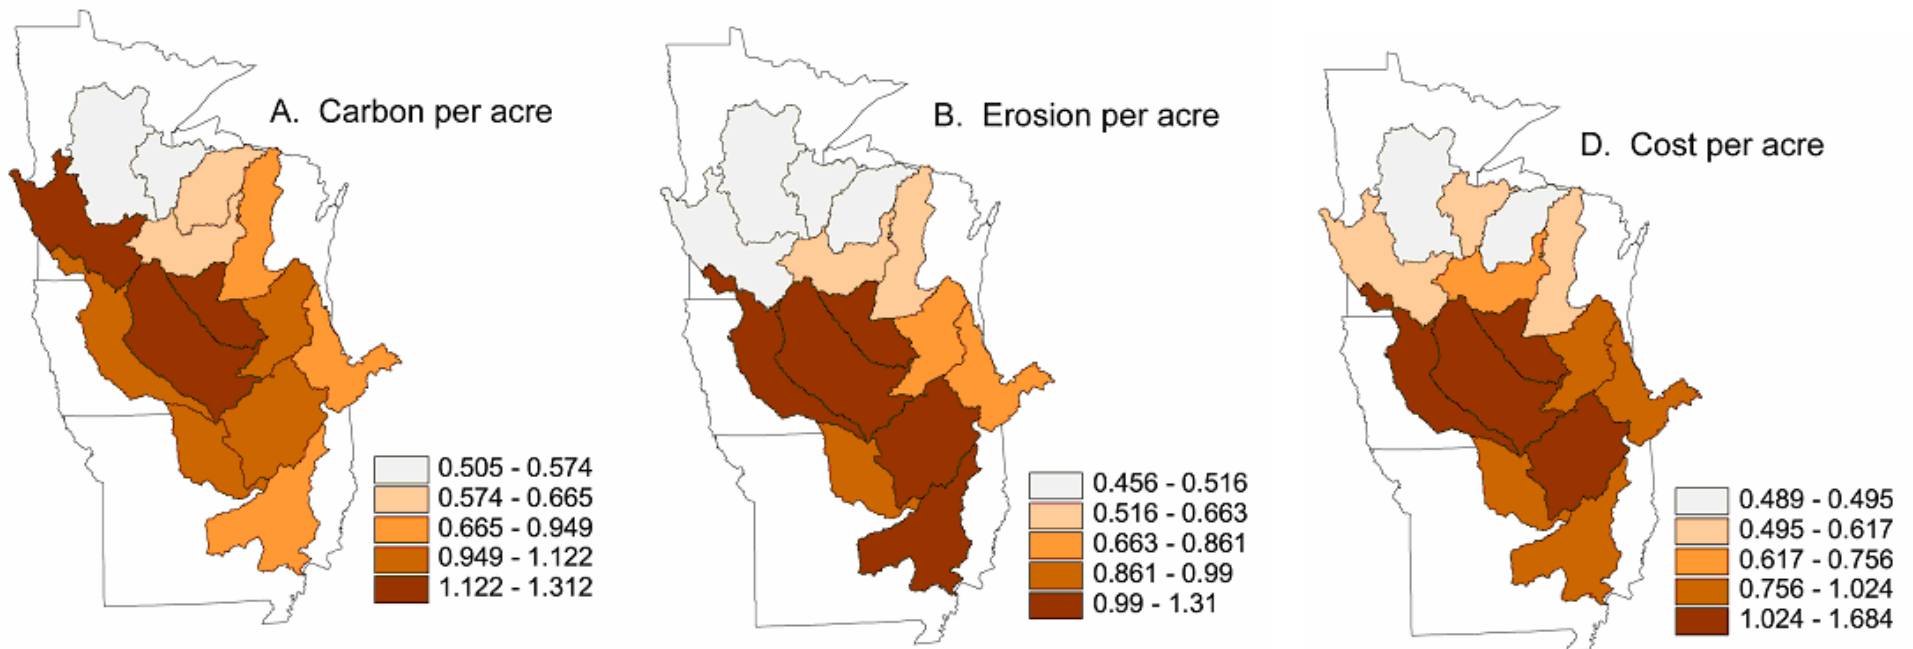 A. Carbon per acre
0.505 - 0.574
0.574 - 0.665
0.665 - 0.949
0.949 - 1.122
1.122 - 1.312
B. Erosion per acre
0.456 - 0.516
0.516 - 0.663
0.663 - 0.861
0.861 - 0.99
0.99 - 1.31
D. Cost per acre
0.489 - 0.495
0.495 - 0.617
0.617 - 0.756
0.756 - 1.024
1.024 - 1.684